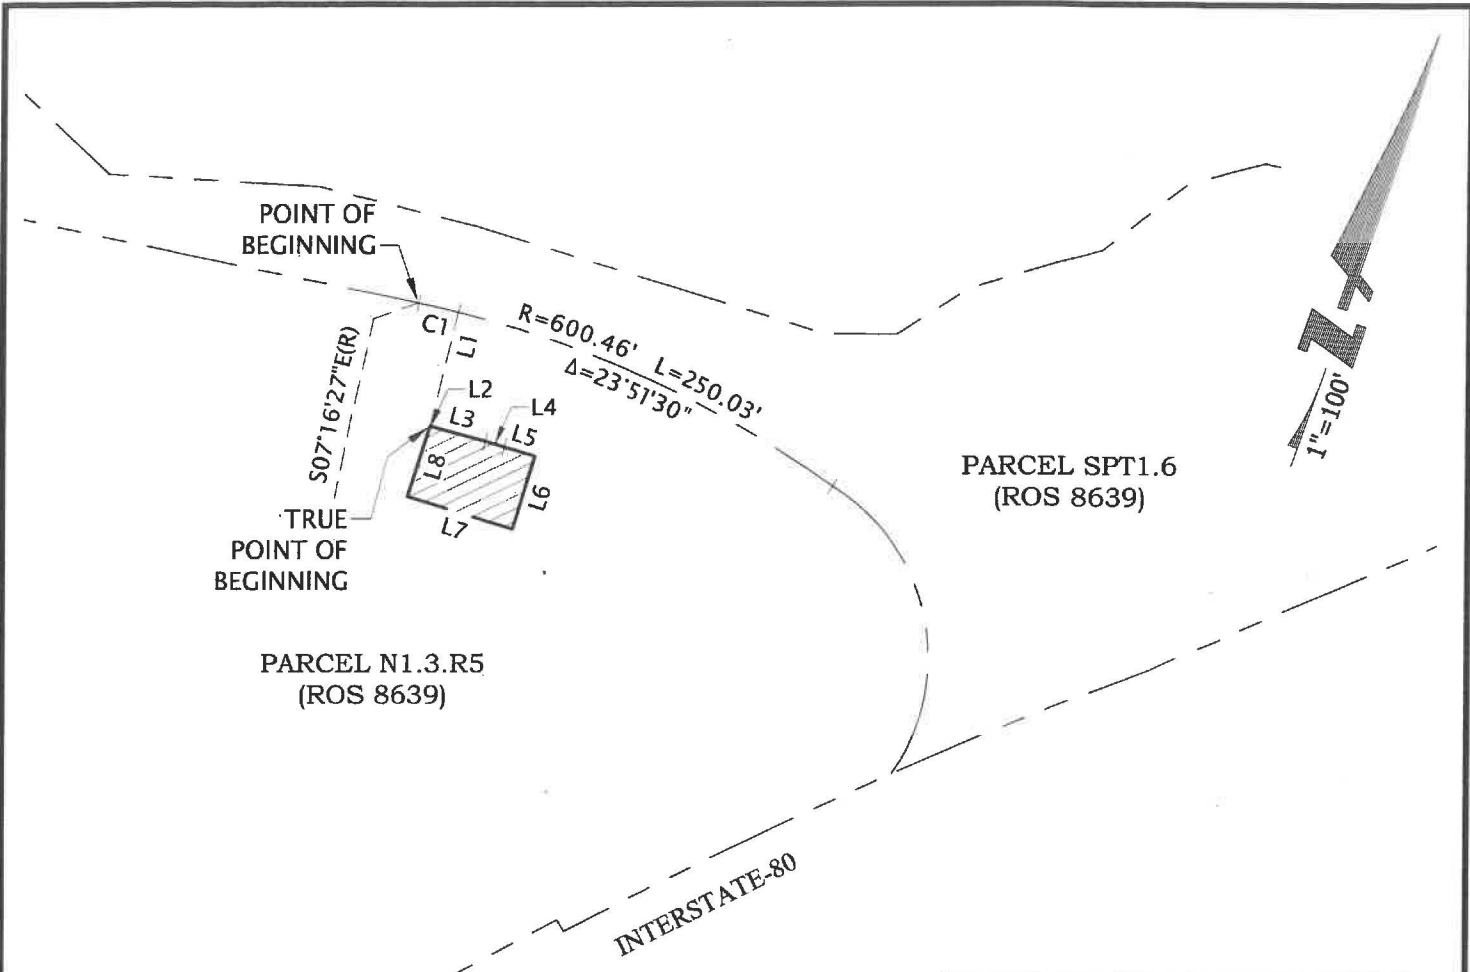 POINT OF
BEGINNING
C1
L1
R=600.46' L=250.03'
Δ=23°51'30"
S07°16'27"E(R)
L2
L3
L4
L5
L8
L6
L7
TRUE
POINT OF
BEGINNING
PARCEL SPT1.6
(ROS 8639)
N
1"=100'
PARCEL N1.3.R5
(ROS 8639)
INTERSTATE-80